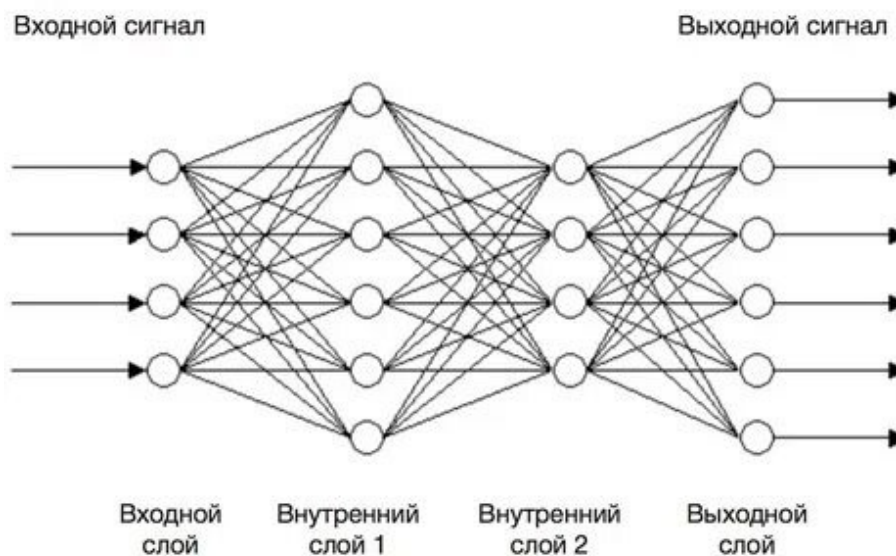 Входной сигнал
Выходной сигнал
Входной
слой
Внутренний
слой 1
Внутренний
слой 2
Выходной
слой